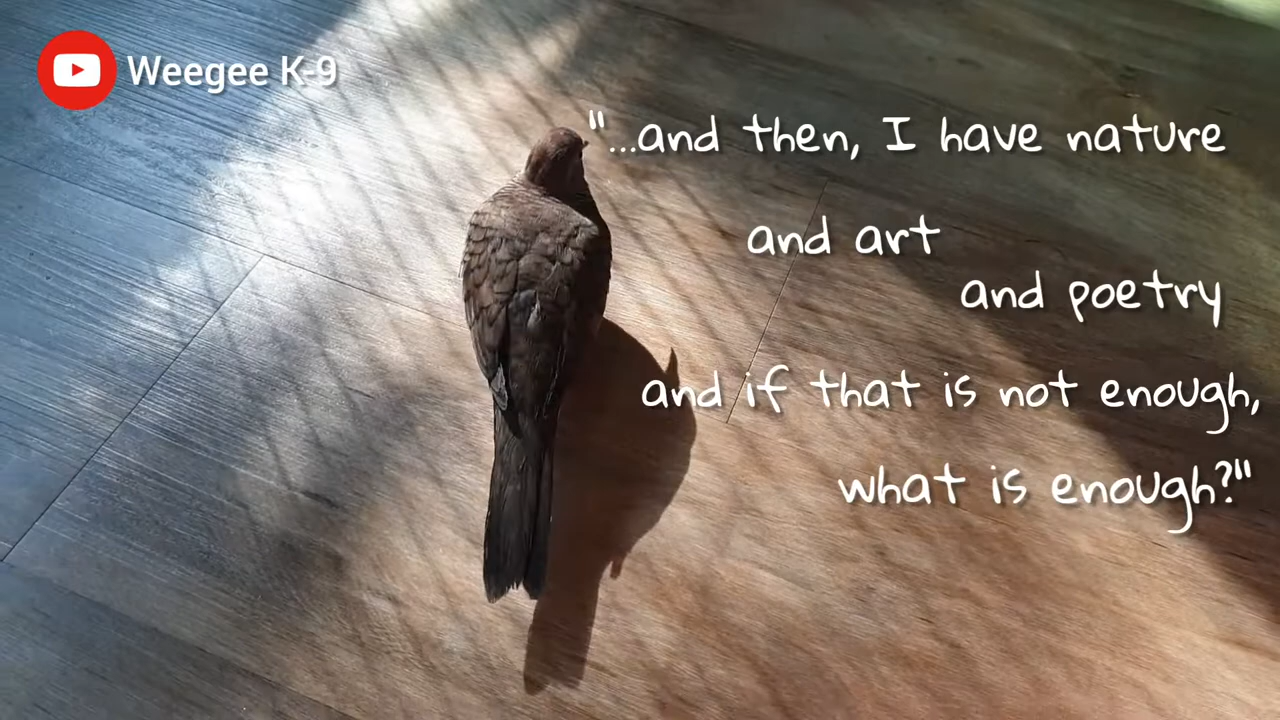 Weegee K-9
"...and then, I have nature
and art
and poetry
and if that is not enough,
what is enough?"